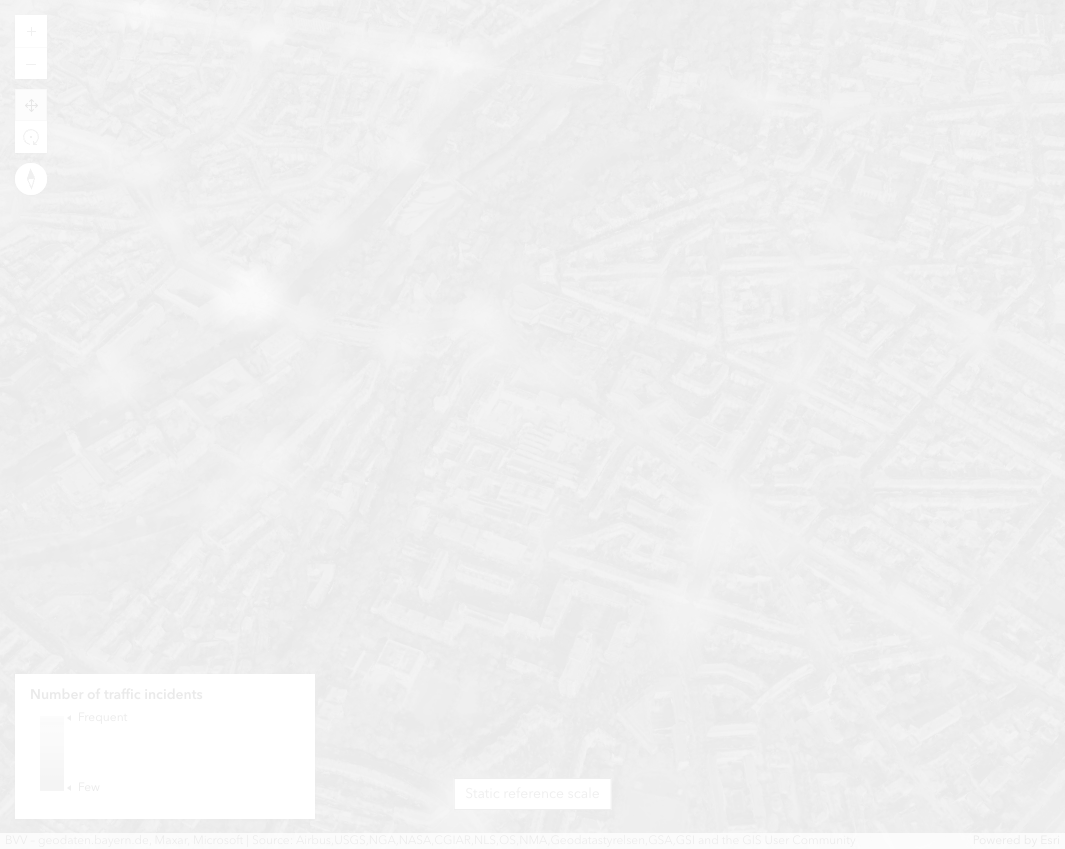 Number of traffic incidents
Frequent
Few
Static reference scale
BVV - geodaten.bayern.de, Maxar, Microsoft | Source: Airbus,USGS,NGA,NASA,CGIAR,NLS,OS,NMA,Geodatastyrelsen,GSA,GSI and the GIS User Community
Powered by Esri